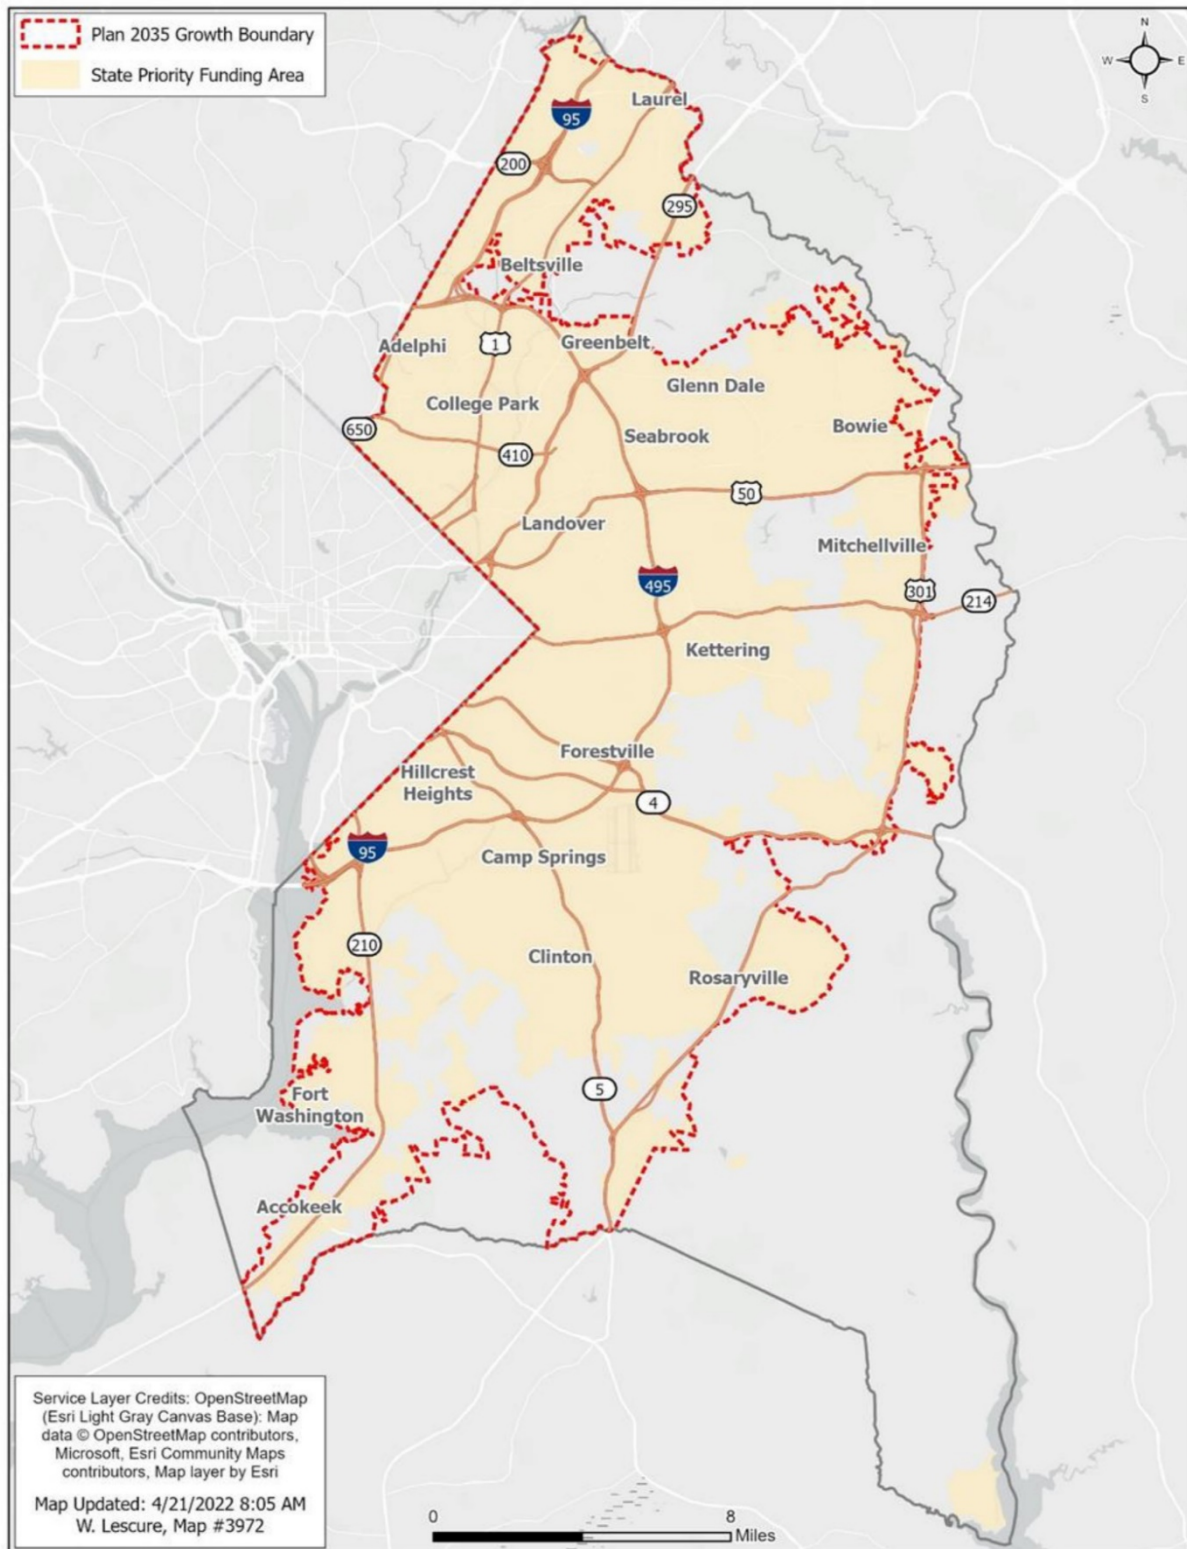 Plan 2035 Growth Boundary
State Priority Funding Area
N
W
E
S
Laurel
95
200
295
Beltsville
Adelphi
1
Greenbelt
Glenn Dale
College Park
Bowie
650
Seabrook
410
50
Landover
Mitchellville
495
301
214
Kettering
Forestville
Hillcrest
Heights
4
95
Camp Springs
210
Clinton
Rosaryville
5
Fort
Washington
Accokeek
Service Layer Credits: OpenStreetMap
(Esri Light Gray Canvas Base): Map
data © OpenStreetMap contributors,
Microsoft, Esri Community Maps
contributors, Map layer by Esri
Map Updated: 4/21/2022 8:05 AM
W. Lescure, Map #3972
0
8
Miles